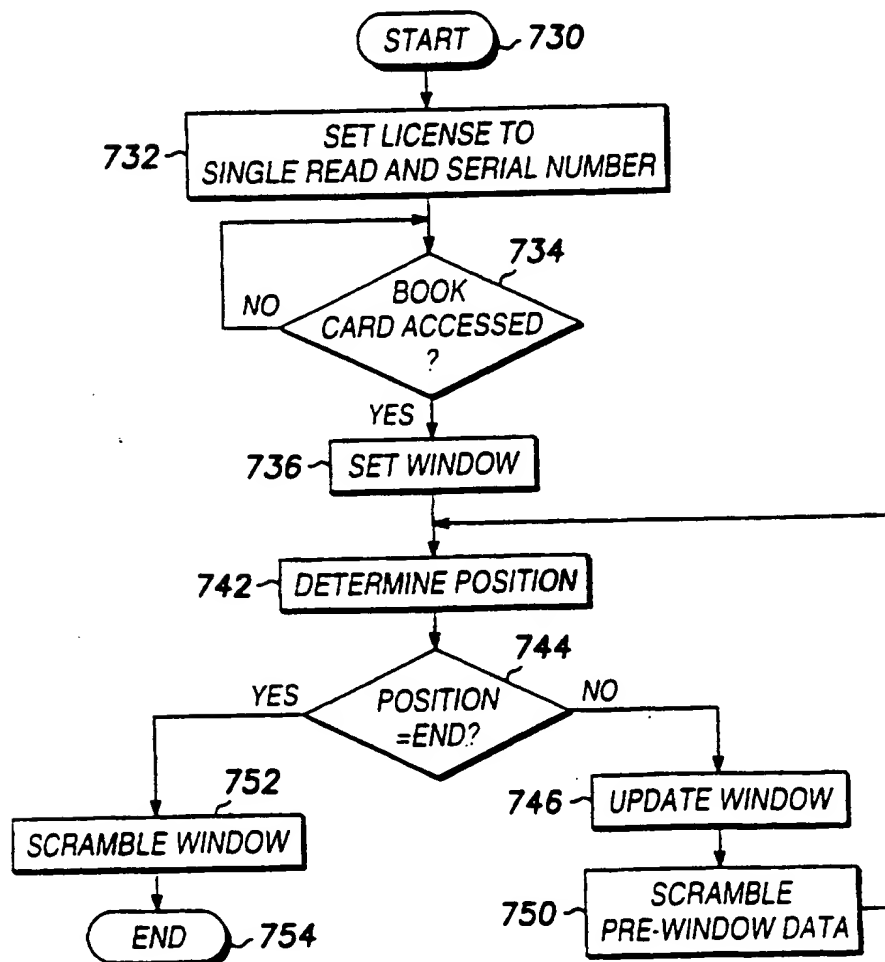 START
730
732
SET LICENSE TO
SINGLE READ AND SERIAL NUMBER
734
NO
BOOK
CARD ACCESSED
?
YES
736
SET WINDOW
742
DETERMINE POSITION
744
YES
NO
POSITION
=END?
752
SCRAMBLE WINDOW
746
UPDATE WINDOW
750
SCRAMBLE
PRE-WINDOW DATA
END
754